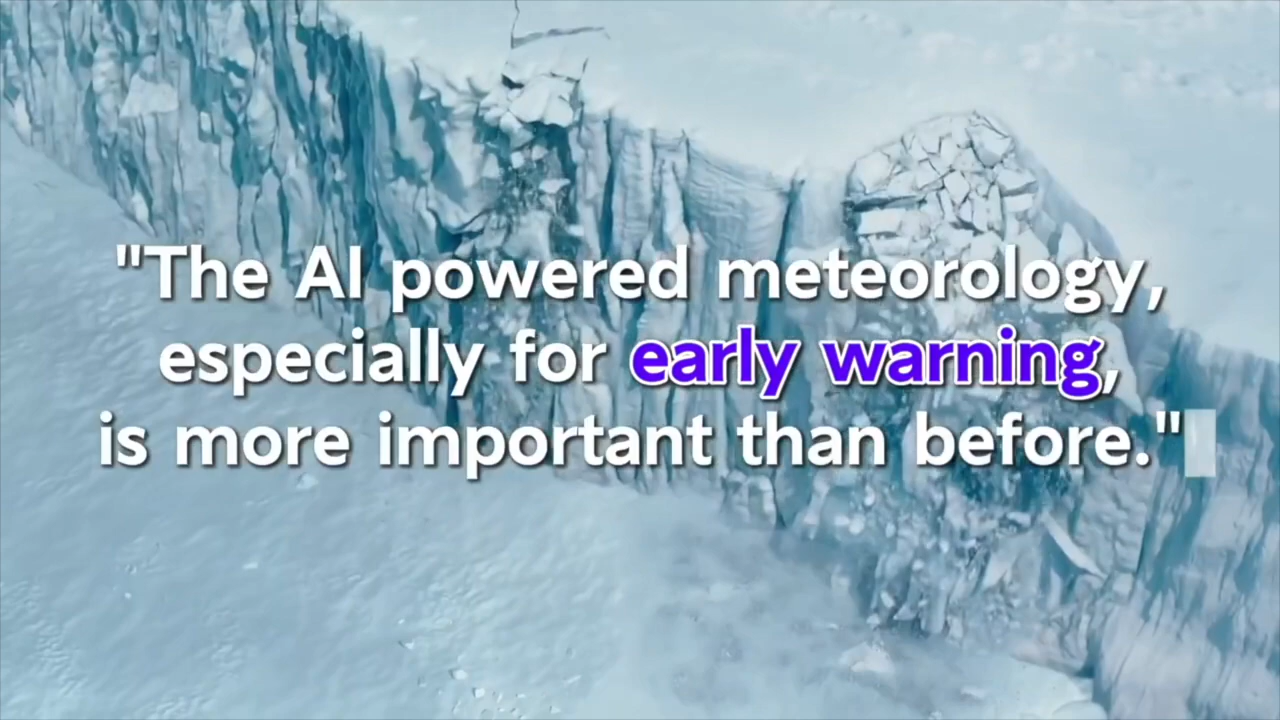 "The AI powered meteorology,
especially for early warning,
is more important than before."